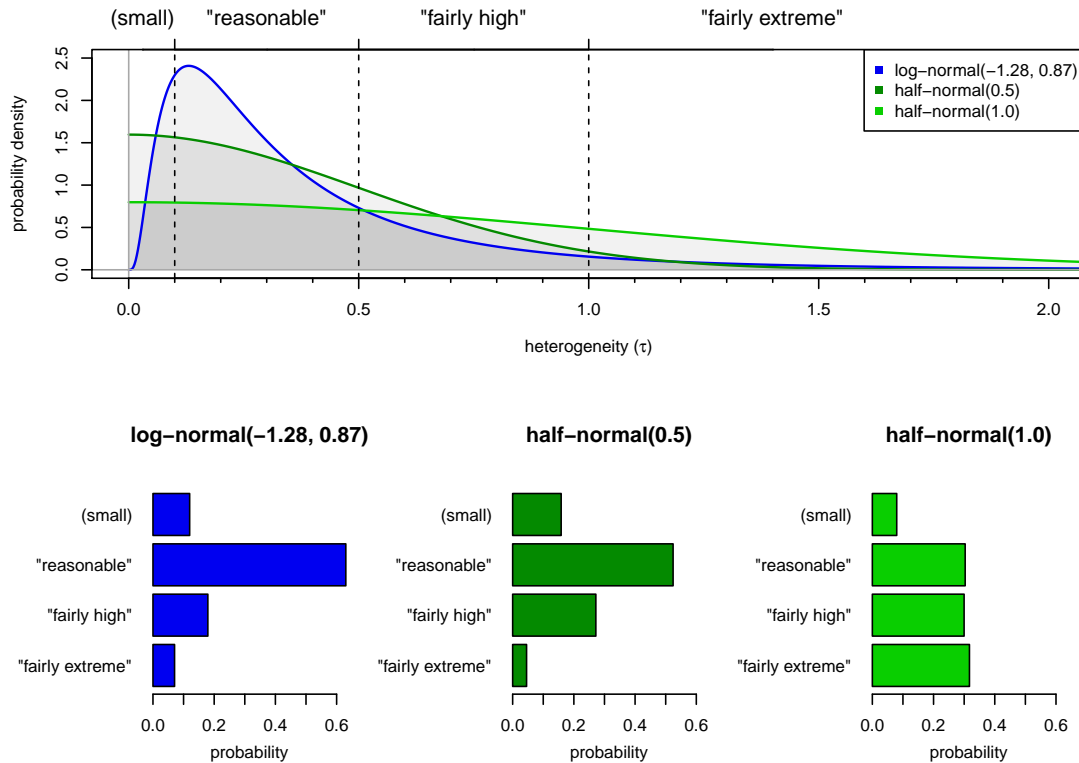 (small) "reasonable" "fairly high" "fairly extreme"
probability density
0.0 0.5 1.0 1.5 2.0 2.5
log−normal(−1.28, 0.87)
half−normal(0.5)
half−normal(1.0)
0.0 0.5 1.0 1.5 2.0
heterogeneity (τ)
log−normal(−1.28, 0.87)
(small)
"reasonable"
"fairly high"
"fairly extreme"
0.0 0.2 0.4 0.6
probability
half−normal(0.5)
(small)
"reasonable"
"fairly high"
"fairly extreme"
0.0 0.2 0.4 0.6
probability
half−normal(1.0)
(small)
"reasonable"
"fairly high"
"fairly extreme"
0.0 0.2 0.4 0.6
probability